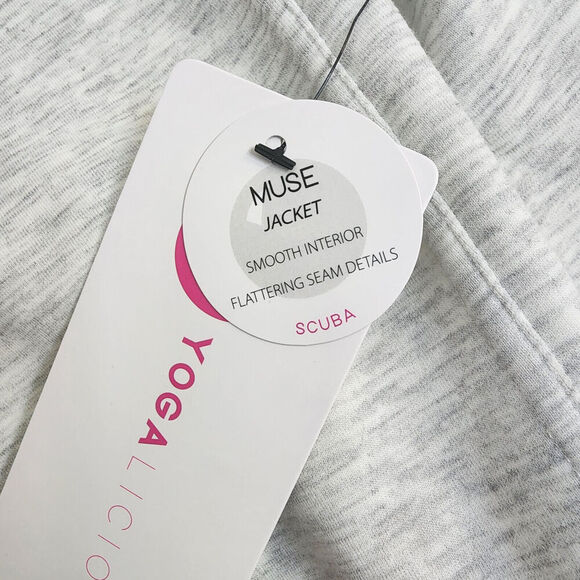 MUSE
JACKET
SMOOTH INTERIOR
FLATTERING SEAM DETAILS
SCUBA
YOGALICIO